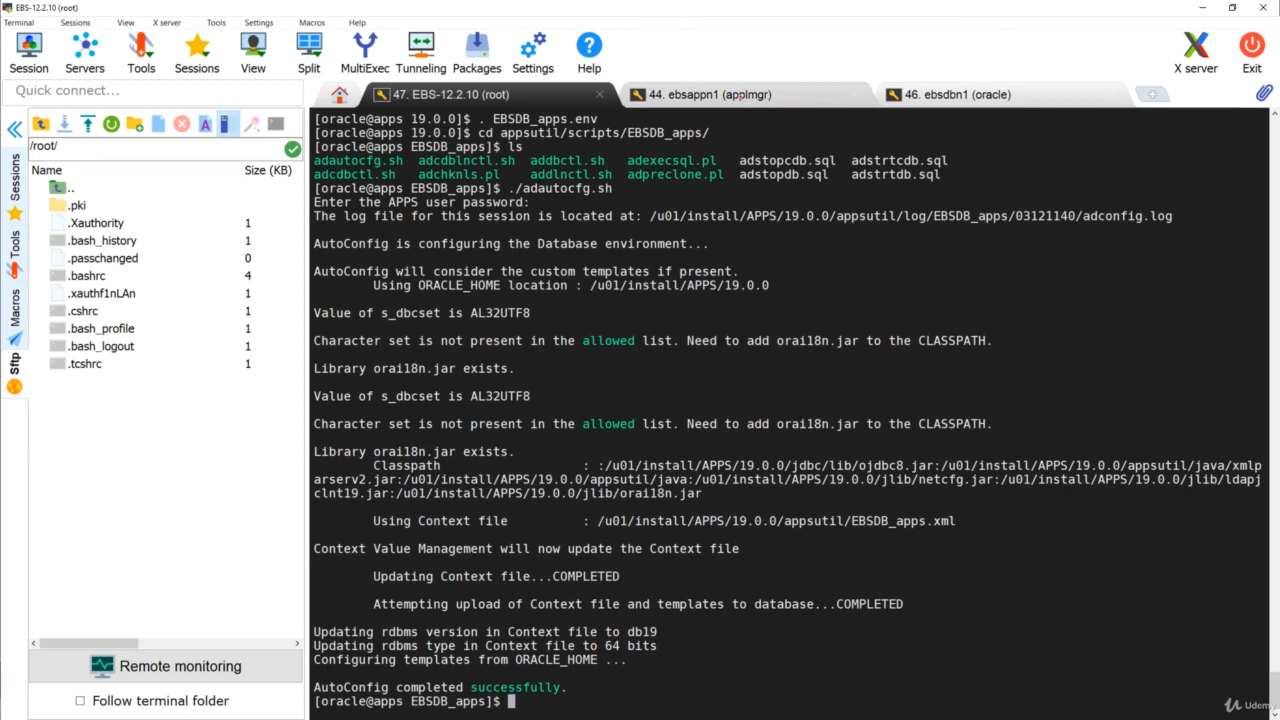 EBS-12.2.10 (root)
Terminal Sessions View X server Tools Settings Macros Help
Session Servers Tools Sessions View Split MultiExec Tunneling Packages Settings Help X server Exit
Quick connect...
47. EBS-12.2.10 (root)
44. ebsappn1 (applmgr)
46. ebsdbn1 (oracle)
/root/
Name Size (KB)
..
.pki
.Xauthority 1
.bash_history 1
.passchanged 0
.bashrc 4
.xauthf1nLAn 1
.cshrc 1
.bash_profile 1
.bash_logout 1
.tcshrc 1
Sessions
Tools
Macros
Sftp
Remote monitoring
Follow terminal folder
[oracle@apps 19.0.0]$ . EBSDB_apps.env
[oracle@apps 19.0.0]$ cd appsutil/scripts/EBSDB_apps/
[oracle@apps EBSDB_apps]$ ls
adautocfg.sh adcdblnctl.sh addbctl.sh adexecsql.pl adstopcdb.sql adstrtcdb.sql
adcdbctl.sh adchknls.pl addlnctl.sh adpreclone.pl adstopdb.sql adstrtdb.sql
[oracle@apps EBSDB_apps]$ ./adautocfg.sh
Enter the APPS user password:
The log file for this session is located at: /u01/install/APPS/19.0.0/appsutil/log/EBSDB_apps/03121140/adconfig.log
AutoConfig is configuring the Database environment...
AutoConfig will consider the custom templates if present.
Using ORACLE_HOME location : /u01/install/APPS/19.0.0
Value of s_dbcset is AL32UTF8
Character set is not present in the allowed list. Need to add orai18n.jar to the CLASSPATH.
Library orai18n.jar exists.
Value of s_dbcset is AL32UTF8
Character set is not present in the allowed list. Need to add orai18n.jar to the CLASSPATH.
Library orai18n.jar exists.
Classpath : :/u01/install/APPS/19.0.0/jdbc/lib/ojdbc8.jar:/u01/install/APPS/19.0.0/appsutil/java/xmlp
arserv2.jar:/u01/install/APPS/19.0.0/appsutil/java:/u01/install/APPS/19.0.0/jlib/netcfg.jar:/u01/install/APPS/19.0.0/jlib/ldapj
clnt19.jar:/u01/install/APPS/19.0.0/jlib/orai18n.jar
Using Context file : /u01/install/APPS/19.0.0/appsutil/EBSDB_apps.xml
Context Value Management will now update the Context file
Updating Context file...COMPLETED
Attempting upload of Context file and templates to database...COMPLETED
Updating rdbms version in Context file to db19
Updating rdbms type in Context file to 64 bits
Configuring templates from ORACLE_HOME ...
AutoConfig completed successfully.
[oracle@apps EBSDB_apps]$
Udemy